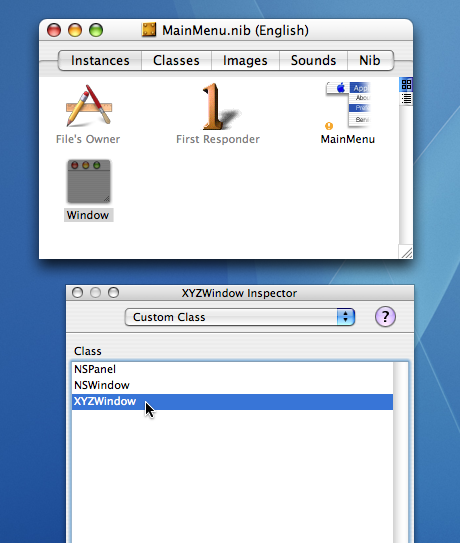 MainMenu.nib (English)
Instances Classes Images Sounds Nib
File's Owner First Responder MainMenu
Window
XYZWindow Inspector
Custom Class ?
Class
NSPanel
NSWindow
XYZWindow